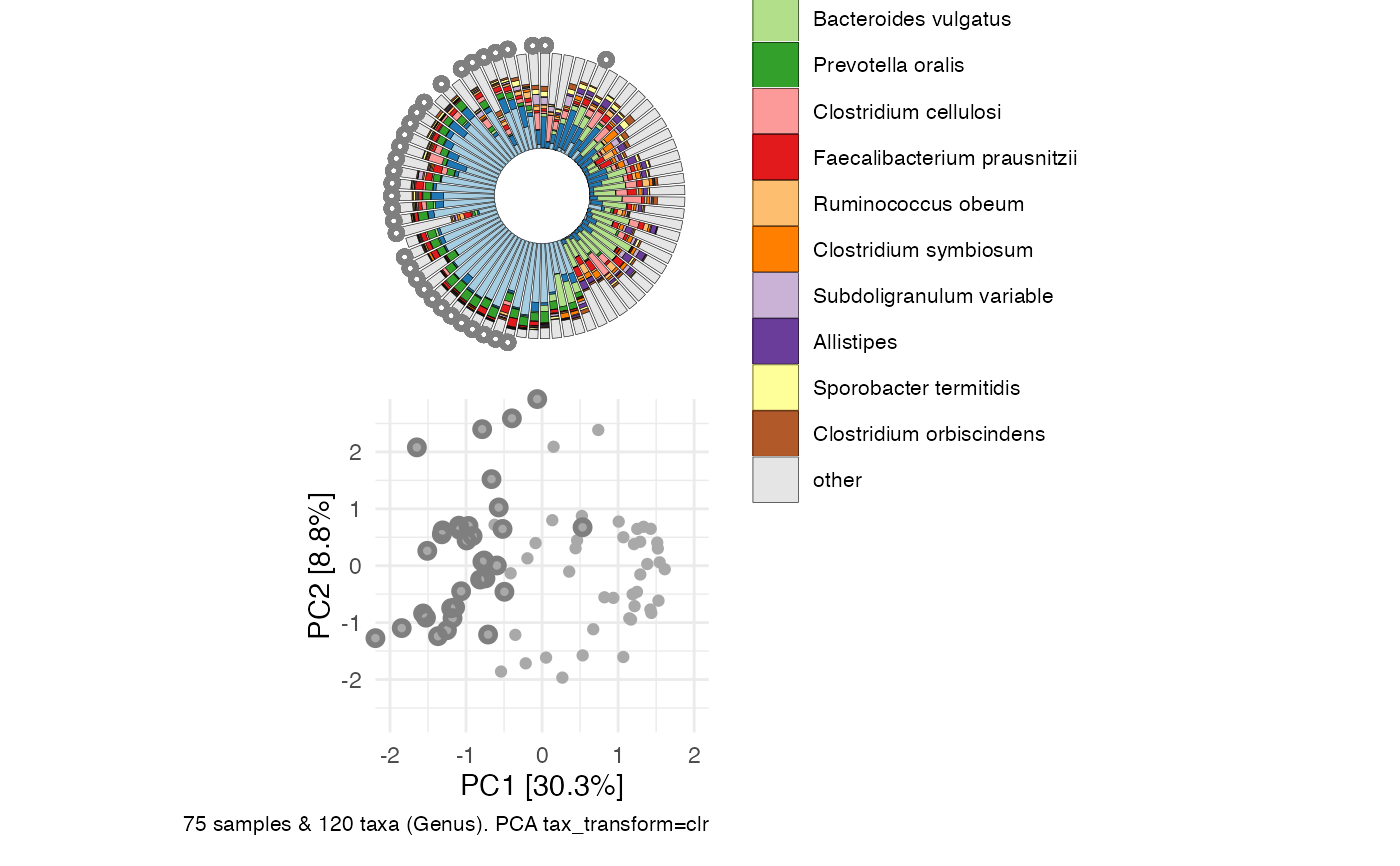 Bacteroides vulgatus
Prevotella oralis
Clostridium cellulosi
Faecalibacterium prausnitzii
Ruminococcus obeum
Clostridium symbiosum
Subdoligranulum variable
Allistipes
Sporobacter termitidis
Clostridium orbiscindens
other
PC2 [8.8%]
2
1
0
-1
-2
-2 -1 0 1 2
PC1 [30.3%]
75 samples & 120 taxa (Genus). PCA tax_transform=clr